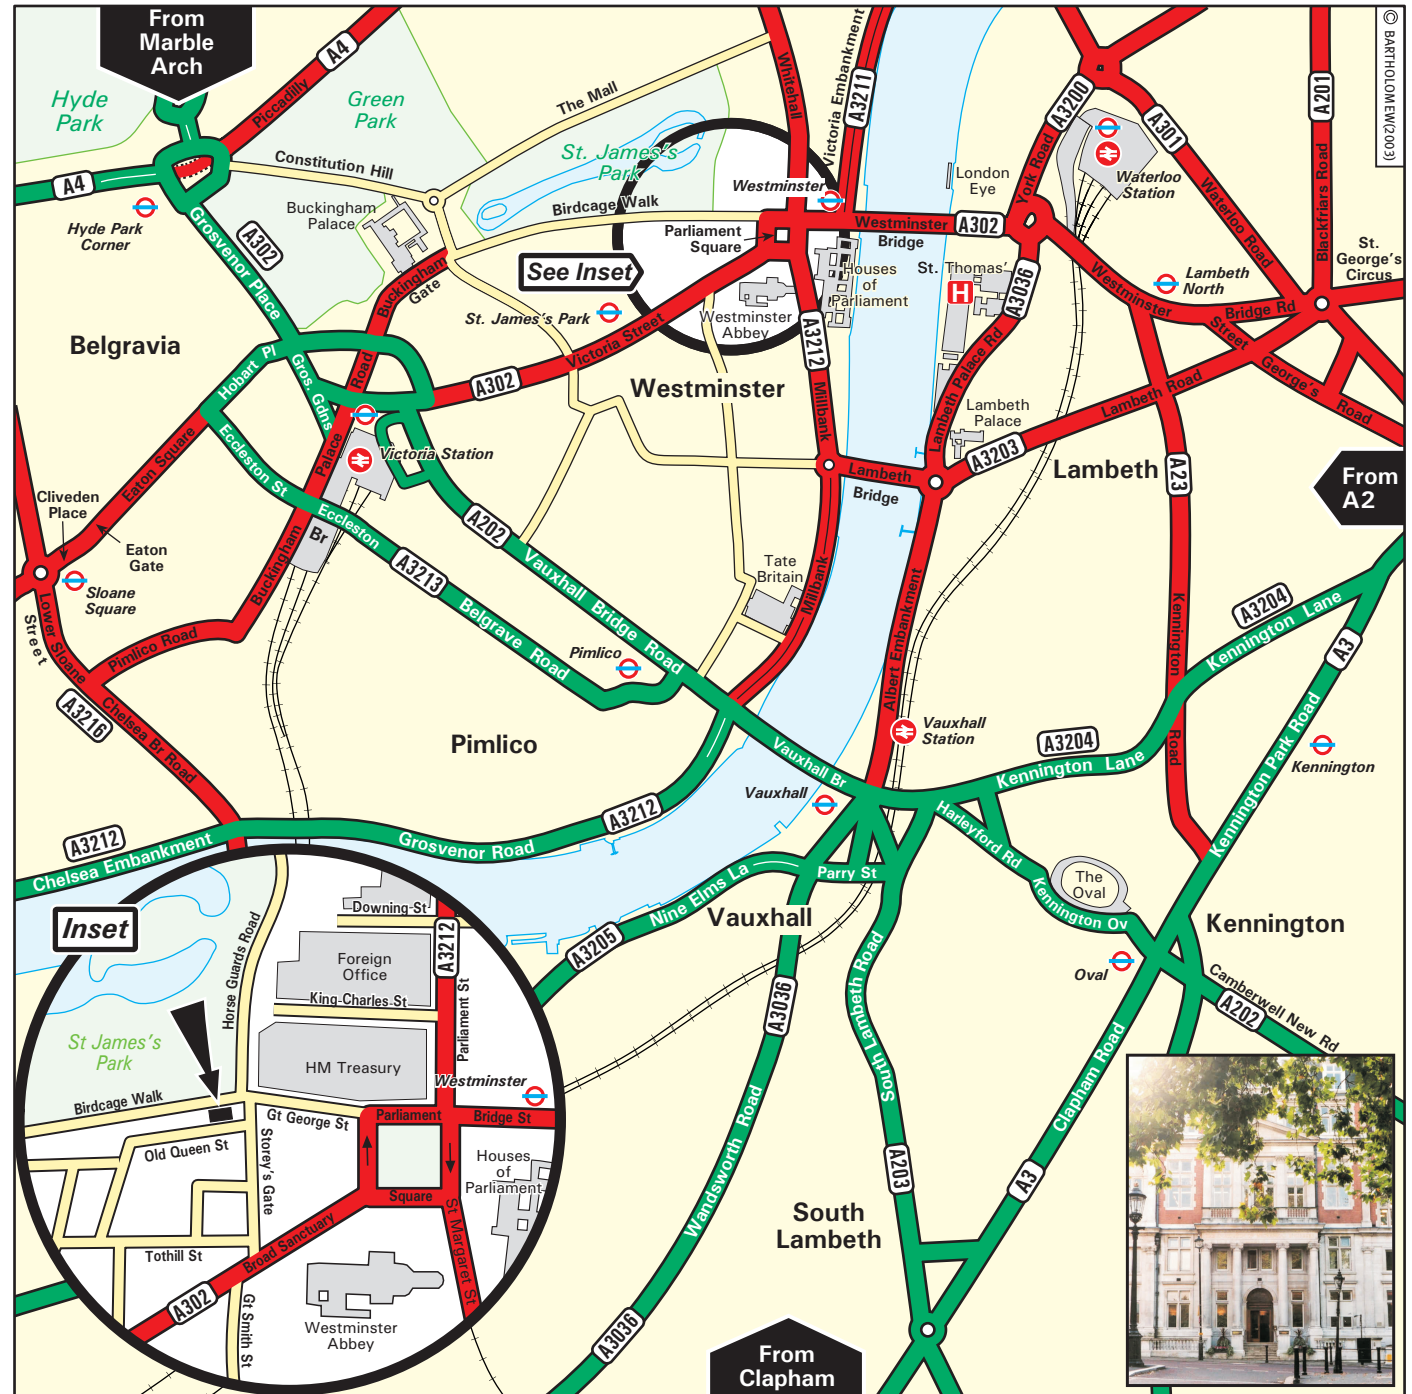 From
Marble
Arch
A4
Piccadilly
Hyde
Park
Green
Park
The Mall
Whitehall
Victoria Embankment
A3211
A3200
York Road
A301
A201
© BARTHOLOMEW(2003)
A4
Constitution Hill
St. James's
Park
Westminster
London
Eye
Waterloo
Station
Waterloo Road
Blackfriars Road
Hyde Park
Corner
A302
Grosvenor Place
Buckingham
Palace
Birdcage Walk
Parliament
Square
Westminster
Bridge
A302
St.
George's
Circus
See Inset
Buckingham
Gate
Houses
of
Parliament
St. Thomas'
H
A3036
Westminster
Bridge Rd
Lambeth
North
St. James's Park
Westminster
Abbey
A3212
Victoria Street
Belgravia
Hobart Pl
Gros. Gdns
A302
Westminster
Millbank
Lambeth Palace Rd
Street
George's
Road
Lambeth Road
Lambeth
Palace
A3203
Eaton Square
Eccleston St
Palace
Road
Victoria Station
Lambeth
Bridge
Lambeth
A23
From
A2
Cliveden
Place
Eaton
Gate
Sloane
Square
Eccleston
Br
A202
A3213
Buckingham
Vauxhall Bridge Road
Belgrave Road
Tate
Britain
Millbank
Albert Embankment
Kennington
Road
A3204
Kennington Lane
A3
Lower Sloane
Street
Pimlico Road
Pimlico
A3216
Chelsea Br Road
Pimlico
Vauxhall Br
Vauxhall
Station
A3204
Kennington Lane
Kennington Park Road
Kennington
Vauxhall
A3212
A3212
Chelsea Embankment
Grosvenor Road
Harleyford Rd
Nine Elms La
Parry St
The
Oval
Kennington Ov
Vauxhall
Kennington
A3205
Oval
Camberwell New Rd
A202
A3036
South Lambeth Road
Clapham Road
Wandsworth Road
A203
A3
South
Lambeth
A3036
From
Clapham
Inset
Downing St
A3212
Horse Guards Road
Foreign
Office
King Charles St
Parliament St
St James's
Park
HM Treasury
Westminster
Birdcage Walk
Gt George St
Parliament
Bridge St
Old Queen St
Storey's Gate
Houses
of
Parliament
Square
St Margaret St
Tothill St
Broad Sanctuary
A302
Gt Smith St
Westminster
Abbey